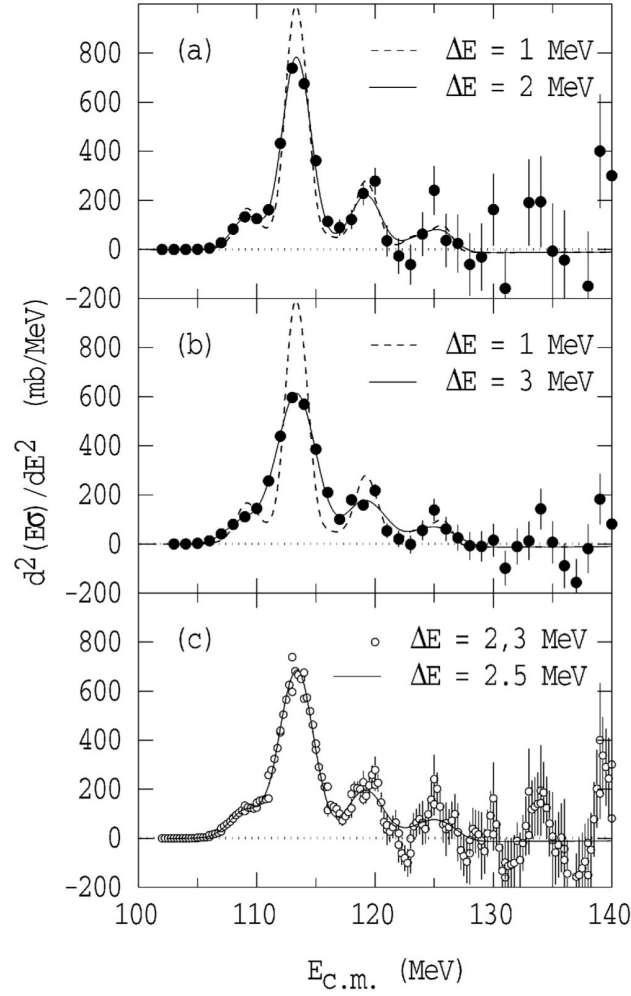 800
600
400
200
0
-200
(a)
ΔE = 1 MeV
ΔE = 2 MeV
800
600
400
200
0
-200
(b)
ΔE = 1 MeV
ΔE = 3 MeV
800
600
400
200
0
-200
(c)
ΔE = 2,3 MeV
ΔE = 2.5 MeV
d²(Eσ)/dE² (mb/MeV)
100 110 120 130 140
E_c.m. (MeV)